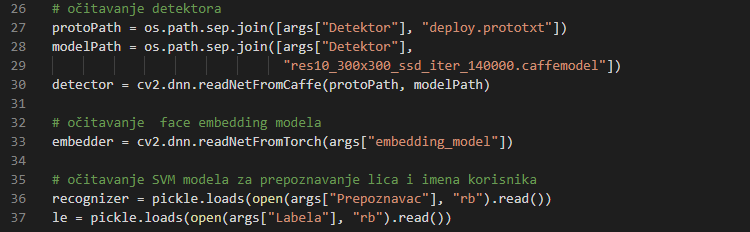 26 # očitavanje detektora
27 protoPath = os.path.sep.join([args["Detektor"], "deploy.prototxt"])
28 modelPath = os.path.sep.join([args["Detektor"],
29 "res10_300x300_ssd_iter_140000.caffemodel"])
30 detector = cv2.dnn.readNetFromCaffe(protoPath, modelPath)
31
32 # očitavanje  face embedding modela
33 embedder = cv2.dnn.readNetFromTorch(args["embedding_model"])
34
35 # očitavanje SVM modela za prepoznavanje lica i imena korisnika
36 recognizer = pickle.loads(open(args["Prepoznavac"], "rb").read())
37 le = pickle.loads(open(args["Labela"], "rb").read())